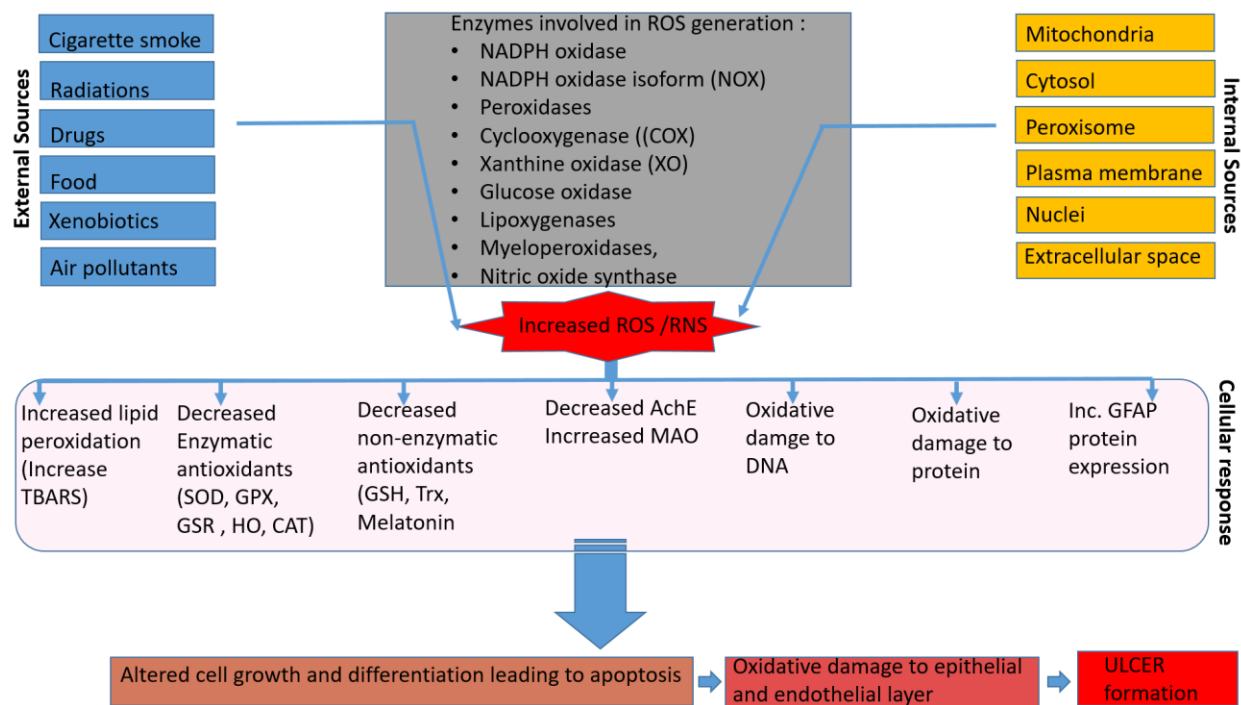 External Sources
Cigarette smoke
Radiations
Drugs
Food
Xenobiotics
Air pollutants
Enzymes involved in ROS generation :
• NADPH oxidase
• NADPH oxidase isoform (NOX)
• Peroxidases
• Cyclooxygenase ((COX)
• Xanthine oxidase (XO)
• Glucose oxidase
• Lipoxygenases
• Myeloperoxidases,
• Nitric oxide synthase
Mitochondria
Cytosol
Peroxisome
Plasma membrane
Nuclei
Extracellular space
Internal Sources
Increased ROS /RNS
Increased lipid
peroxidation
(Increase
TBARS)
Decreased
Enzymatic
antioxidants
(SOD, GPX,
GSR , HO, CAT)
Decreased
non-enzymatic
antioxidants
(GSH, Trx,
Melatonin
Decreased AchE
Incrreased MAO
Oxidative
damge to
DNA
Oxidative
damage to
protein
Inc. GFAP
protein
expression
Cellular response
Altered cell growth and differentiation leading to apoptosis
Oxidative damage to epithelial
and endothelial layer
ULCER
formation